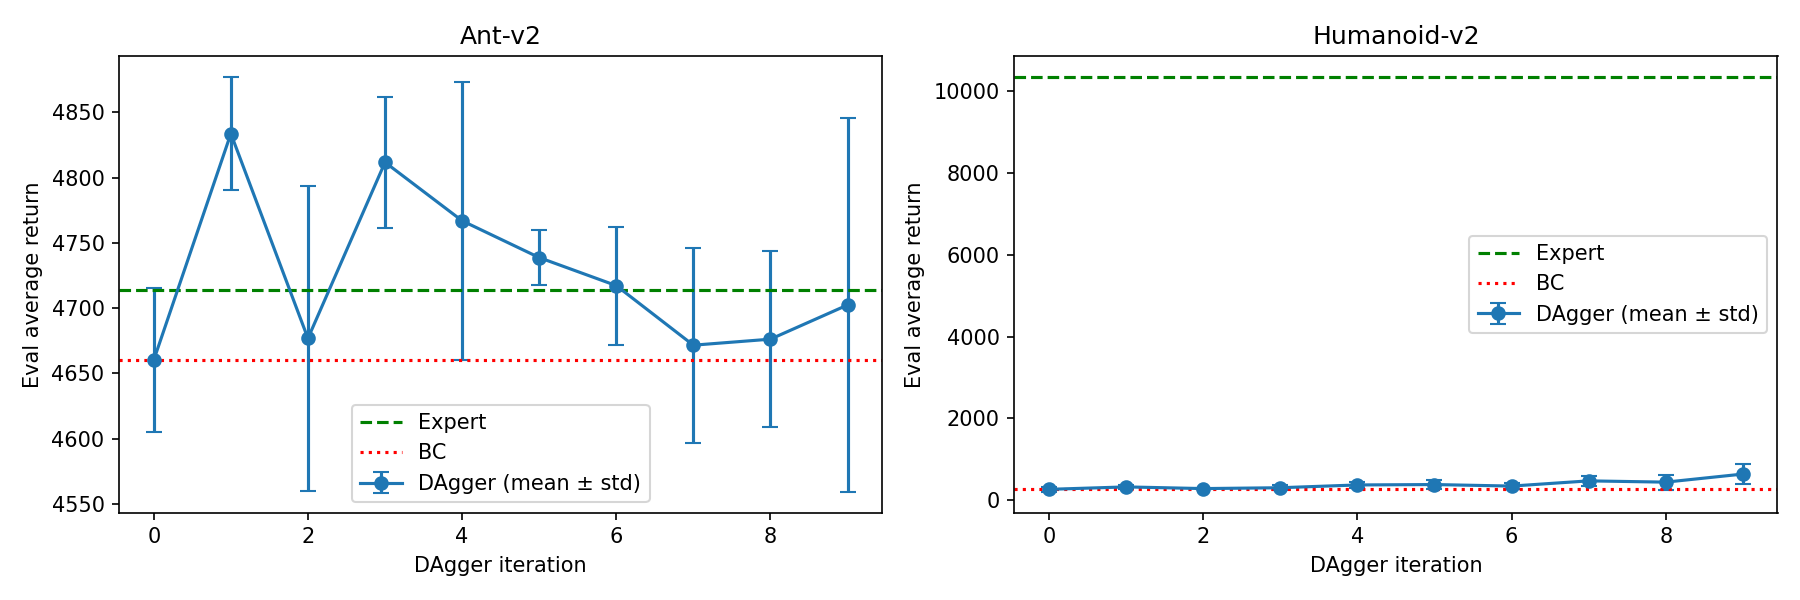 Ant-v2
Eval average return
4850
4800
4750
4700
4650
4600
4550
Expert
BC
DAgger (mean ± std)
0 2 4 6 8
DAgger iteration
Humanoid-v2
Eval average return
10000
8000
6000
4000
2000
0
Expert
BC
DAgger (mean ± std)
0 2 4 6 8
DAgger iteration